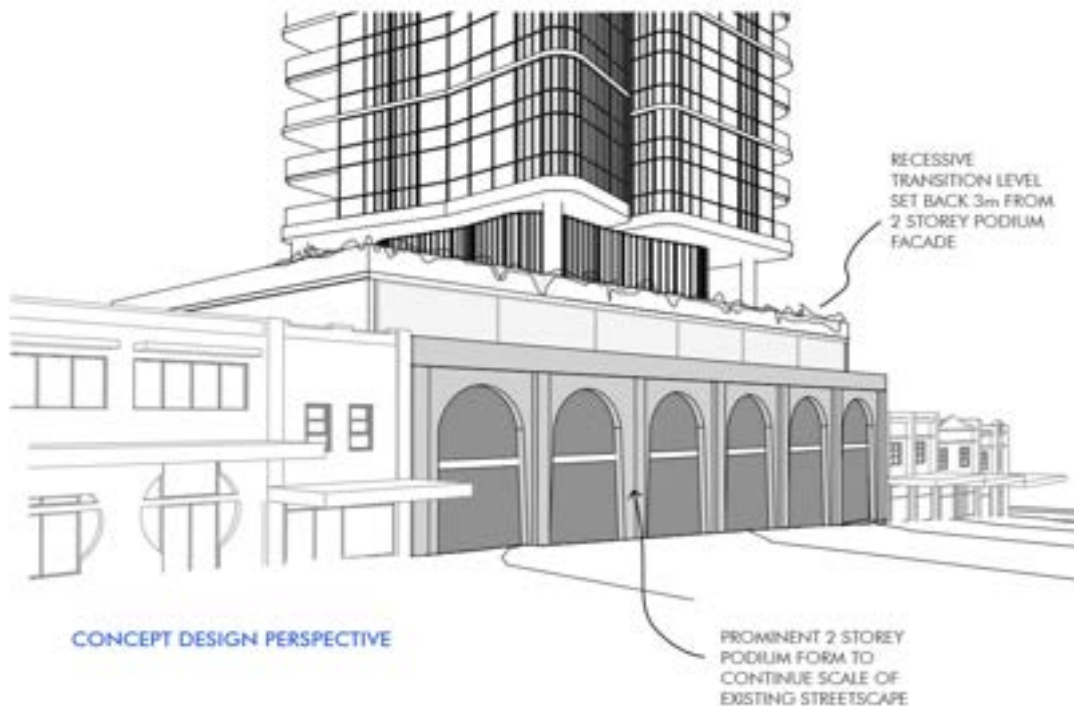 RECESSIVE
TRANSITION LEVEL
SET BACK 3m FROM
2 STOREY PODIUM
FACADE
CONCEPT DESIGN PERSPECTIVE
PROMINENT 2 STOREY
PODIUM FORM TO
CONTINUE SCALE OF
EXISTING STREETSCAPE